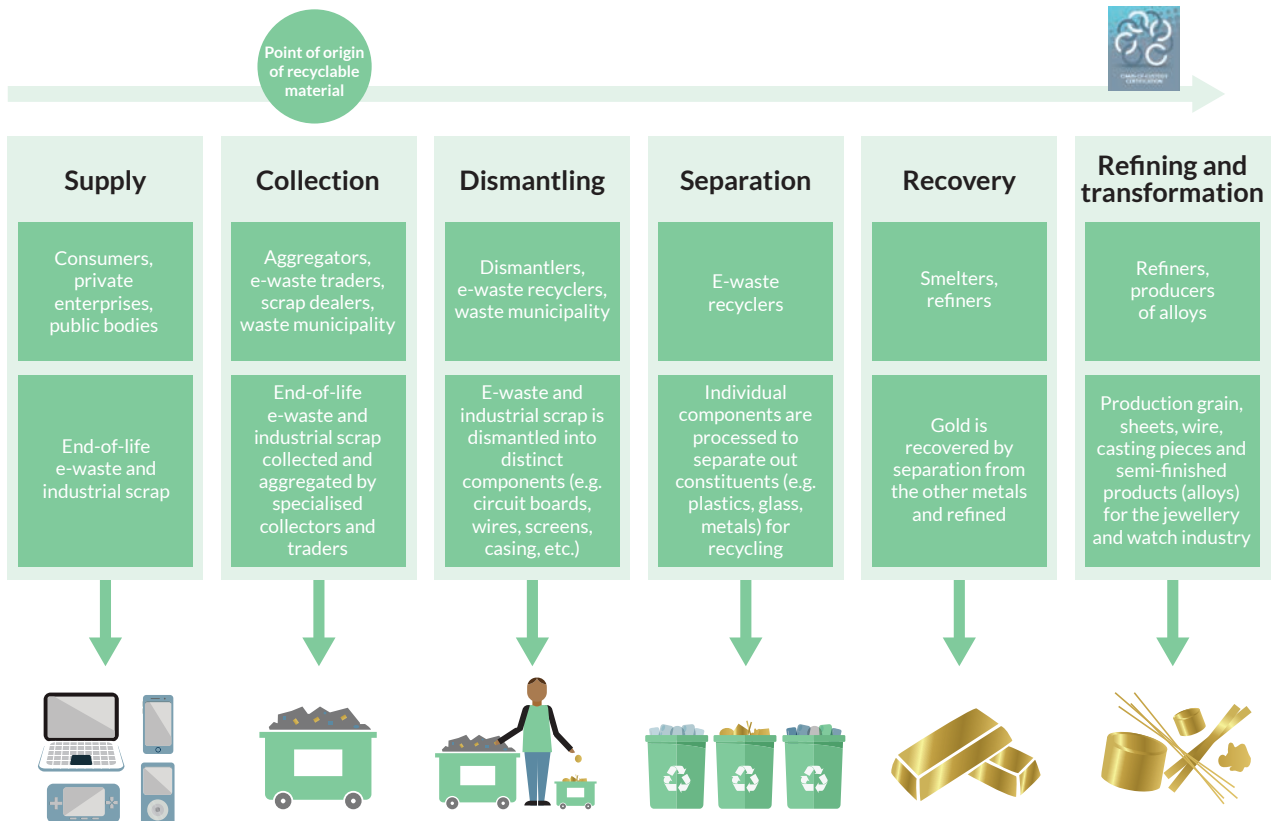 Point of origin
of recyclable
material
CHAIN-OF-CUSTODY
CERTIFICATION
Supply
Consumers,
private
enterprises,
public bodies
End-of-life
e-waste and
industrial scrap
Collection
Aggregators,
e-waste traders,
scrap dealers,
waste municipality
End-of-life
e-waste and
industrial scrap
collected and
aggregated by
specialised
collectors and
traders
Dismantling
Dismantlers,
e-waste recyclers,
waste municipality
E-waste and
industrial scrap is
dismantled into
distinct
components (e.g.
circuit boards,
wires, screens,
casing, etc.)
Separation
E-waste
recyclers
Individual
components are
processed to
separate out
constituents (e.g.
plastics, glass,
metals) for
recycling
Recovery
Smelters,
refiners
Gold is
recovered by
separation from
the other metals
and refined
Refining and
transformation
Refiners,
producers
of alloys
Production grain,
sheets, wire,
casting pieces and
semi-finished
products (alloys)
for the jewellery
and watch industry